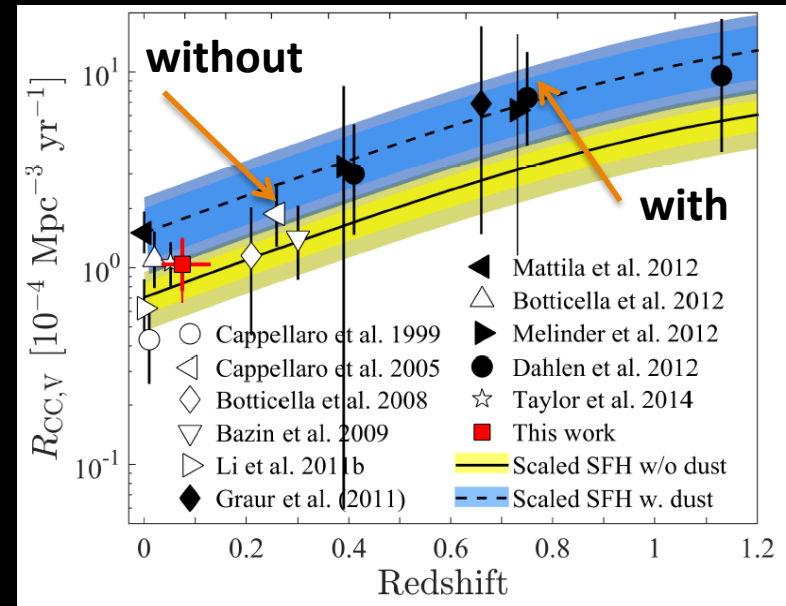 without
with
10¹
10⁰
10⁻¹
R_CC,V [10⁻⁴ Mpc⁻³ yr⁻¹]
Mattila et al. 2012
Botticella et al. 2012
Cappellaro et al. 1999
Melinder et al. 2012
Cappellaro et al. 2005
Dahlen et al. 2012
Botticella et al. 2008
Taylor et al. 2014
Bazin et al. 2009
This work
Li et al. 2011b
Scaled SFH w/o dust
Graur et al. (2011)
Scaled SFH w. dust
0 0.2 0.4 0.6 0.8 1 1.2
Redshift